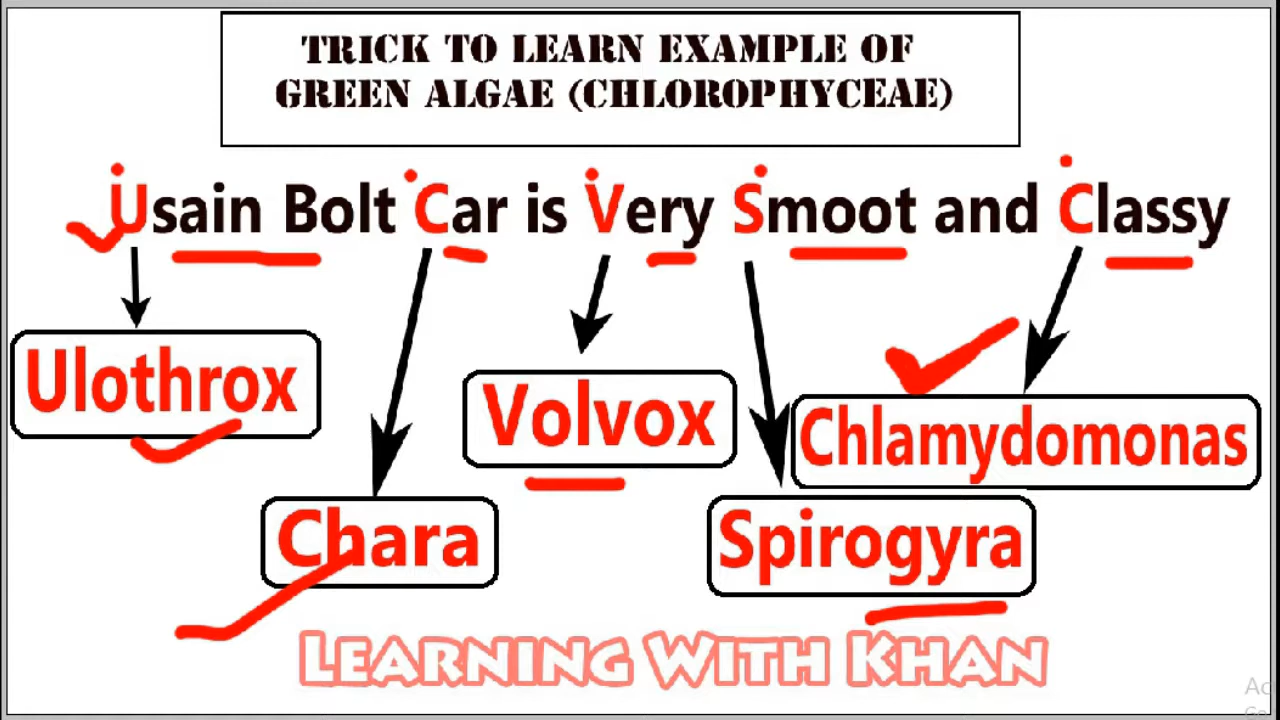 TRICK TO LEARN EXAMPLE OF
GREEN ALGAE (CHLOROPHYCEAE)
Usain Bolt Car is Very Smoot and Classy
Ulothrox
Volvox
Chlamydomonas
Chara
Spirogyra
LEARNING WITH KHAN